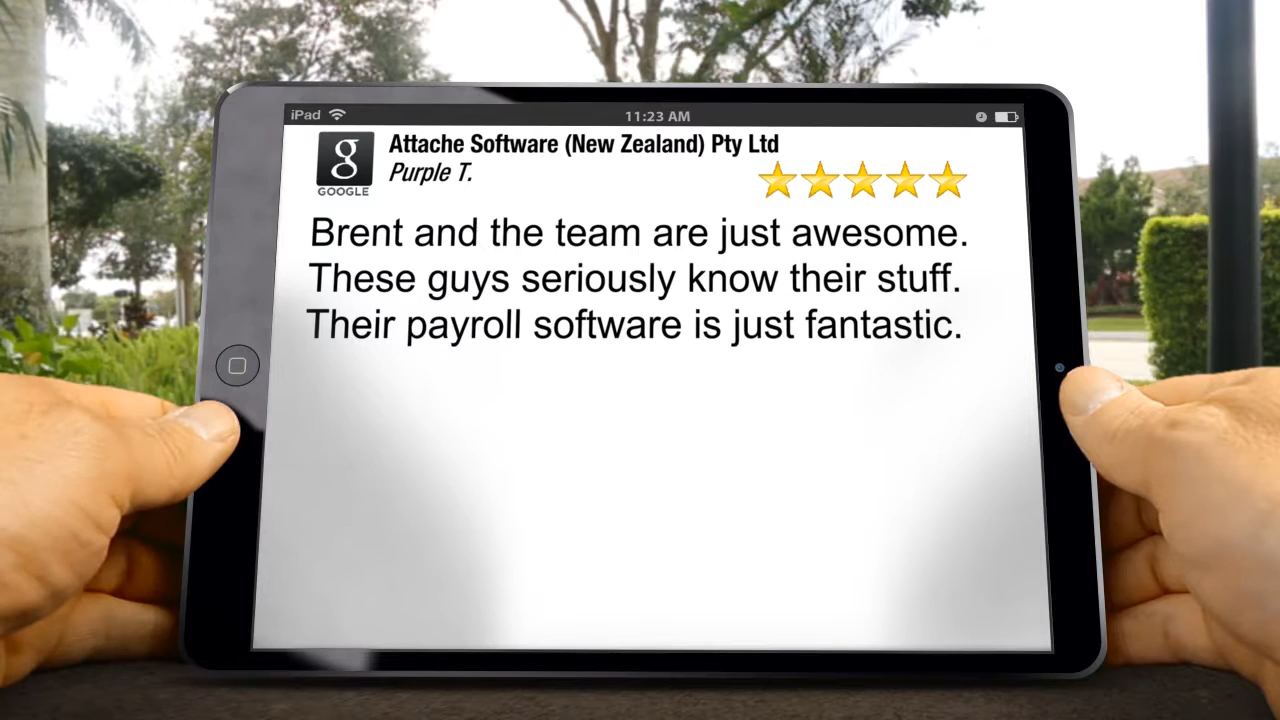 iPad 11:23 AM
g
GOOGLE
Attache Software (New Zealand) Pty Ltd
Purple T.
Brent and the team are just awesome.
These guys seriously know their stuff.
Their payroll software is just fantastic.